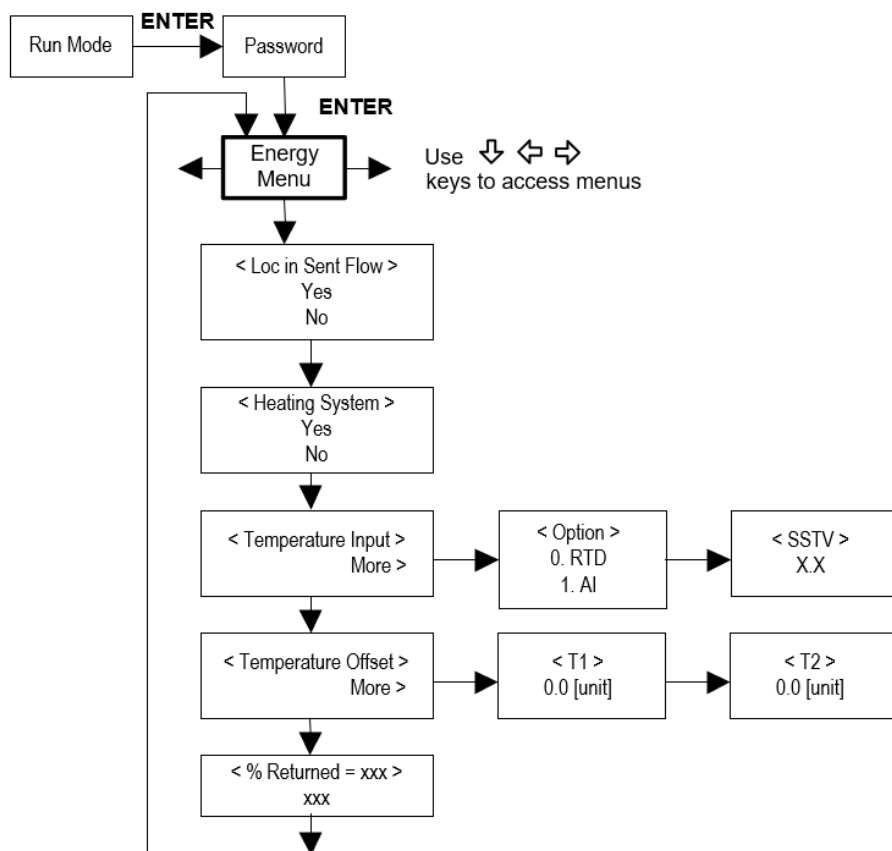 ENTER
Run Mode
Password
ENTER
Energy
Menu
Use
keys to access menus
< Loc in Sent Flow >
Yes
No
< Heating System >
Yes
No
< Temperature Input >
More >
< Option >
0. RTD
1. AI
< SSTV >
X.X
< Temperature Offset >
More >
< T1 >
0.0 [unit]
< T2 >
0.0 [unit]
< % Returned = xxx >
xxx